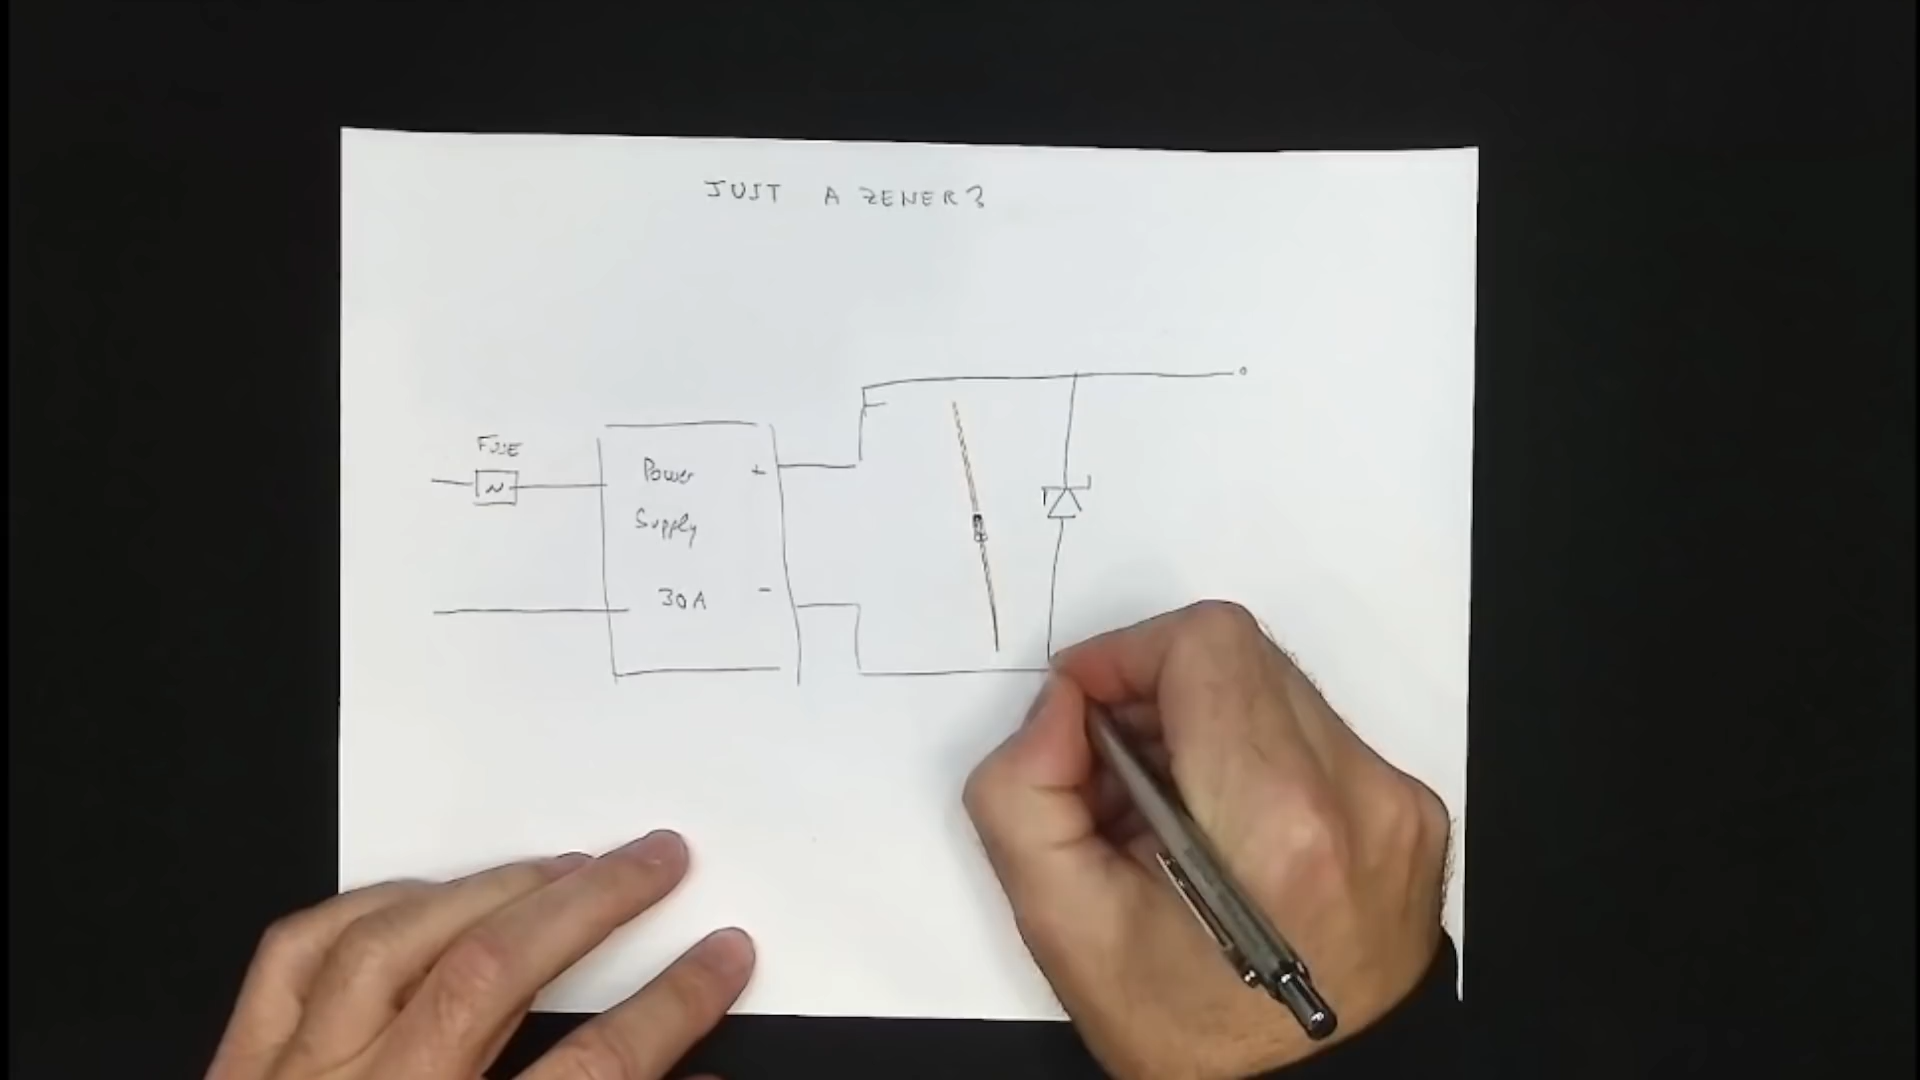 JUST A ZENER?
FUSE
Power +
Supply
30A -